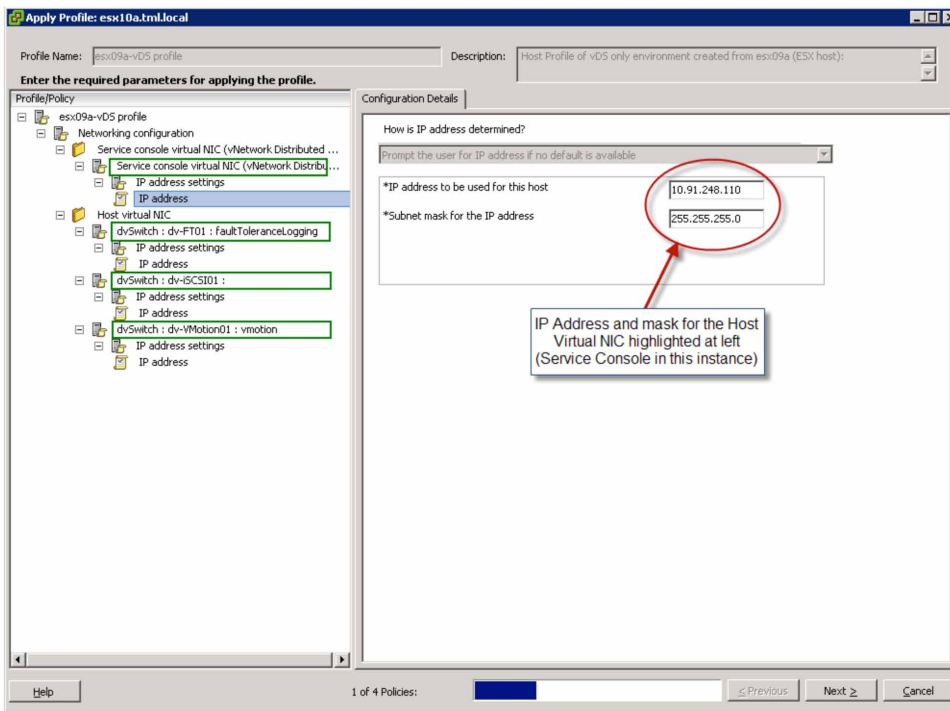 Apply Profile: esx10a.tml.local
Profile Name:
esx09a-vDS profile
Description:
Host Profile of vDS only environment created from esx09a (ESX host):
Enter the required parameters for applying the profile.
Profile/Policy
esx09a-vDS profile
Networking configuration
Service console virtual NIC (vNetwork Distributed ...
Service console virtual NIC (vNetwork Distribu...
IP address settings
IP address
Host virtual NIC
dvSwitch : dv-FT01 : faultToleranceLogging
IP address settings
IP address
dvSwitch : dv-iSCSI01 :
IP address settings
IP address
dvSwitch : dv-VMotion01 : vmotion
IP address settings
IP address
Configuration Details
How is IP address determined?
Prompt the user for IP address if no default is available
*IP address to be used for this host
10.91.248.110
*Subnet mask for the IP address
255.255.255.0
IP Address and mask for the Host
Virtual NIC highlighted at left
(Service Console in this instance)
Help
1 of 4 Policies:
≤ Previous
Next ≥
Cancel